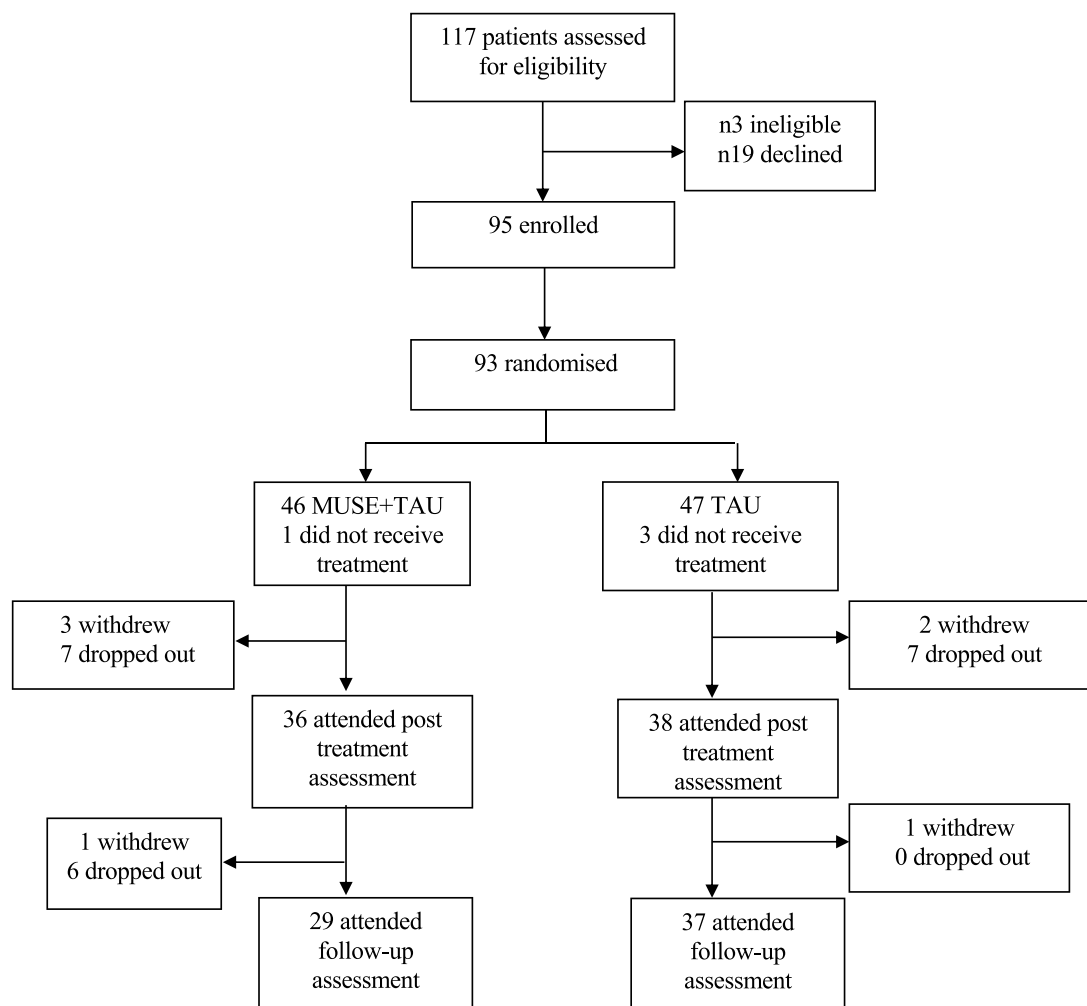 117 patients assessed
for eligibility
n3 ineligible
n19 declined
95 enrolled
93 randomised
46 MUSE+TAU
1 did not receive
treatment
47 TAU
3 did not receive
treatment
3 withdrew
7 dropped out
2 withdrew
7 dropped out
36 attended post
treatment
assessment
38 attended post
treatment
assessment
1 withdrew
6 dropped out
1 withdrew
0 dropped out
29 attended
follow-up
assessment
37 attended
follow-up
assessment